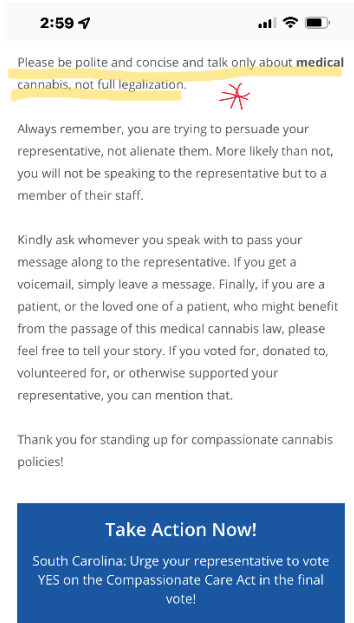 2:59
Please be polite and concise and talk only about medical
cannabis, not full legalization.
Always remember, you are trying to persuade your
representative, not alienate them. More likely than not,
you will not be speaking to the representative but to a
member of their staff.
Kindly ask whomever you speak with to pass your
message along to the representative. If you get a
voicemail, simply leave a message. Finally, if you are a
patient, or the loved one of a patient, who might benefit
from the passage of this medical cannabis law, please
feel free to tell your story. If you voted for, donated to,
volunteered for, or otherwise supported your
representative, you can mention that.
Thank you for standing up for compassionate cannabis
policies!
Take Action Now!
South Carolina: Urge your representative to vote
YES on the Compassionate Care Act in the final
vote!